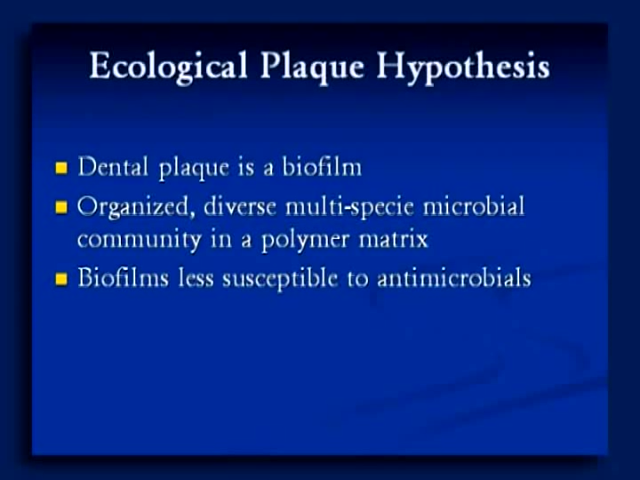 Ecological Plaque Hypothesis
Dental plaque is a biofilm
Organized, diverse multi-specie microbial
community in a polymer matrix
Biofilms less susceptible to antimicrobials